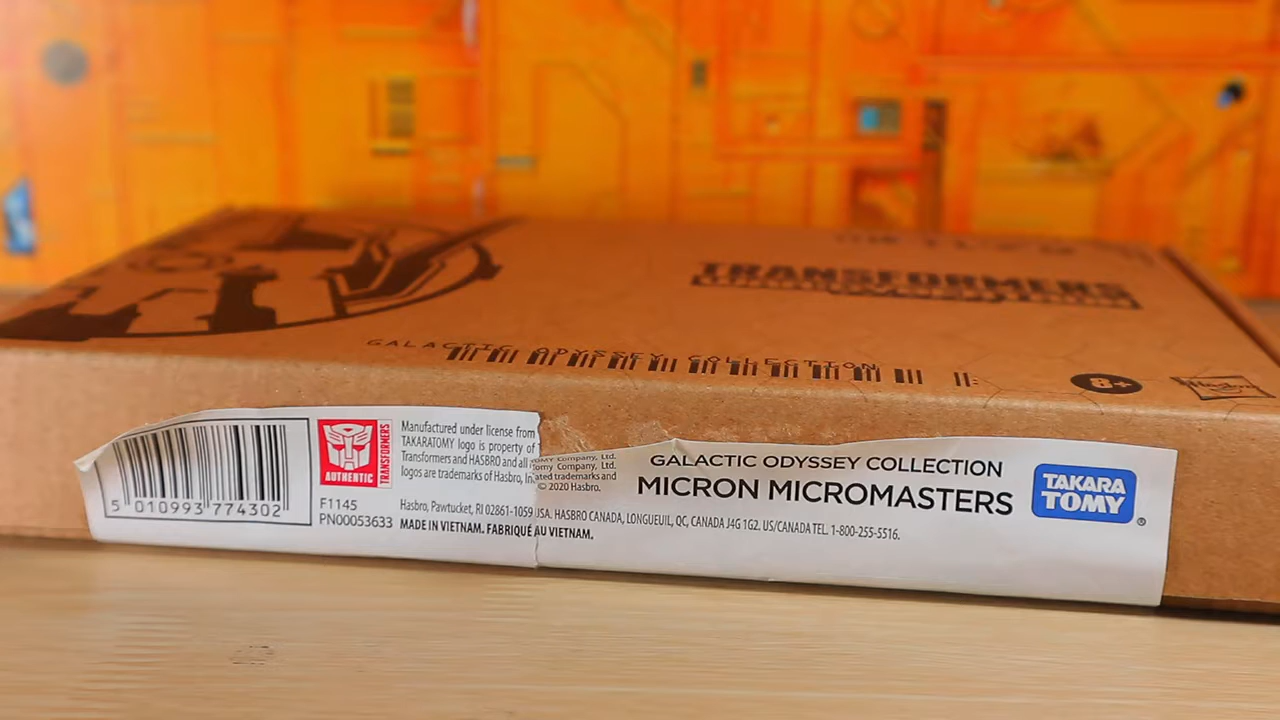 TRANSFORMERS
GALACTIC ODYSSEY COLLECTION
8+
Hasbro
5 010993 774302
AUTHENTIC
TRANSFORMERS
F1145
PN00053633
Manufactured under license from
TAKARATOMY logo is property of
Transformers and HASBRO and all
logos are trademarks of Hasbro, In
Tomy Company, Ltd.
Tomy Company, Ltd.
ated trademarks and
© 2020 Hasbro.
Hasbro, Pawtucket, RI 02861-1059 USA. HASBRO CANADA, LONGUEUIL, QC, CANADA J4G 1G2. US/CANADA TEL. 1-800-255-5516.
MADE IN VIETNAM. FABRIQUÉ AU VIETNAM.
GALACTIC ODYSSEY COLLECTION
MICRON MICROMASTERS
TAKARA
TOMY
®